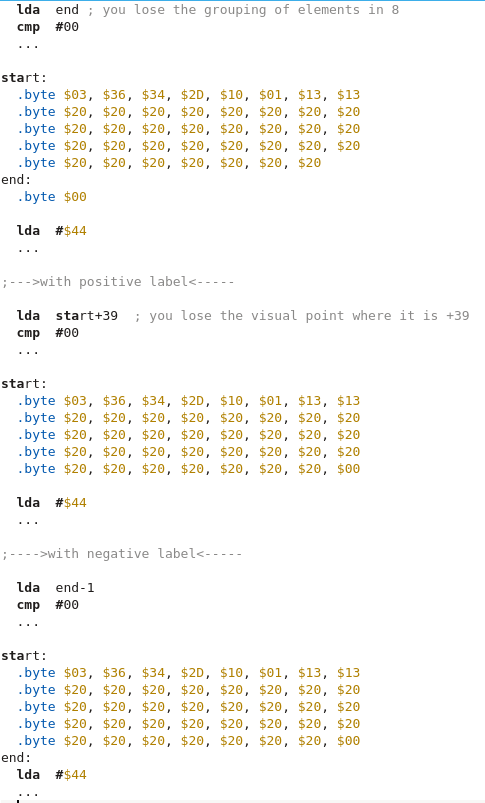 lda  end ; you lose the grouping of elements in 8
cmp  #00
...
start:
.byte $03, $36, $34, $2D, $10, $01, $13, $13
.byte $20, $20, $20, $20, $20, $20, $20, $20
.byte $20, $20, $20, $20, $20, $20, $20, $20
.byte $20, $20, $20, $20, $20, $20, $20, $20
.byte $20, $20, $20, $20, $20, $20, $20
end:
.byte $00
lda  #$44
...
;--->with positive label<-----
lda  start+39  ; you lose the visual point where it is +39
cmp  #00
...
start:
.byte $03, $36, $34, $2D, $10, $01, $13, $13
.byte $20, $20, $20, $20, $20, $20, $20, $20
.byte $20, $20, $20, $20, $20, $20, $20, $20
.byte $20, $20, $20, $20, $20, $20, $20, $20
.byte $20, $20, $20, $20, $20, $20, $20, $00
lda  #$44
...
;---->with negative label<-----
lda  end-1
cmp  #00
...
start:
.byte $03, $36, $34, $2D, $10, $01, $13, $13
.byte $20, $20, $20, $20, $20, $20, $20, $20
.byte $20, $20, $20, $20, $20, $20, $20, $20
.byte $20, $20, $20, $20, $20, $20, $20, $20
.byte $20, $20, $20, $20, $20, $20, $20, $00
end:
lda  #$44
...